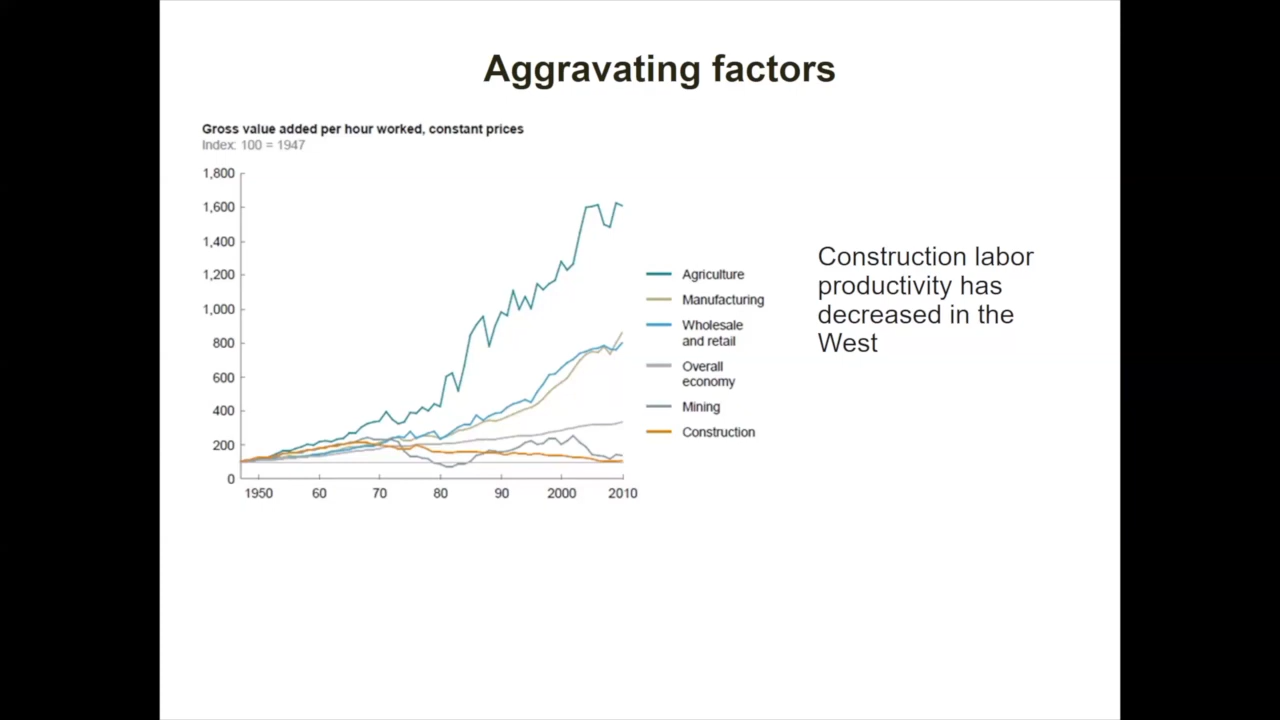 Aggravating factors
Gross value added per hour worked, constant prices
Index: 100 = 1947
1,800
1,600
1,400
1,200
1,000
800
600
400
200
0
1950 60 70 80 90 2000 2010
Agriculture
Manufacturing
Wholesale
and retail
Overall
economy
Mining
Construction
Construction labor
productivity has
decreased in the
West